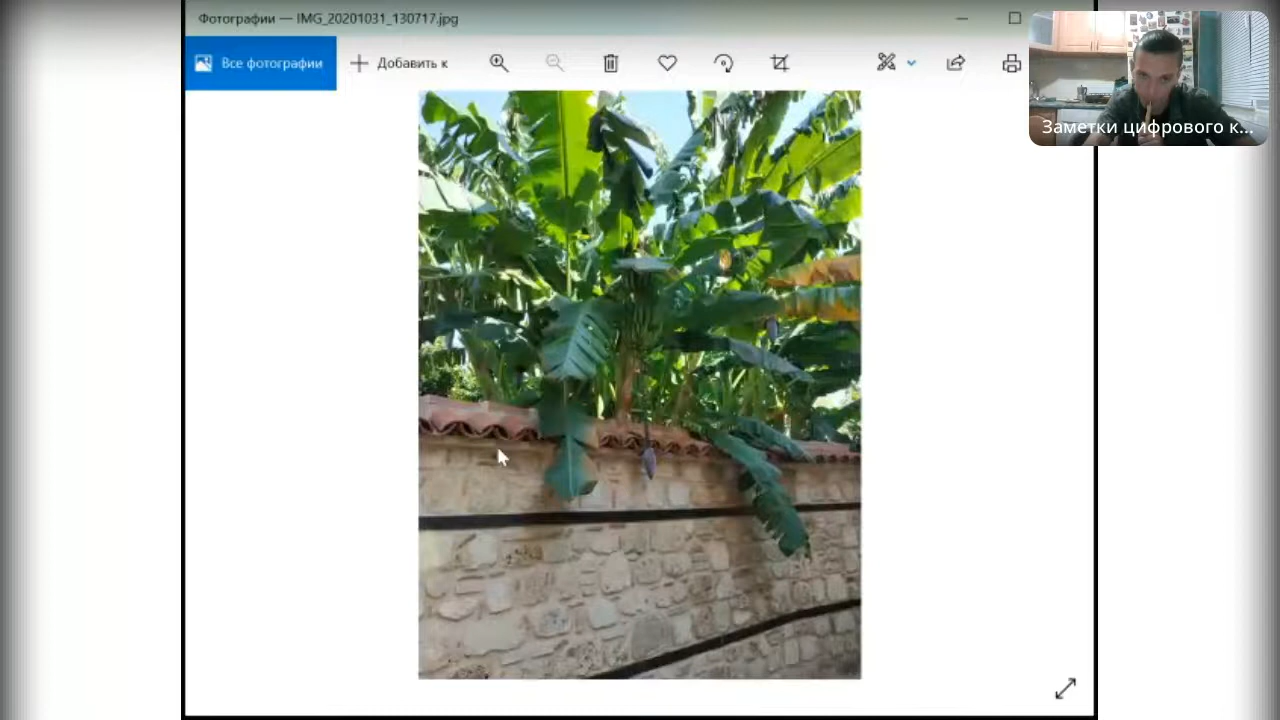 Фотографии — IMG_20201031_130717.jpg
Все фотографии
Добавить к
Заметки цифрового к...